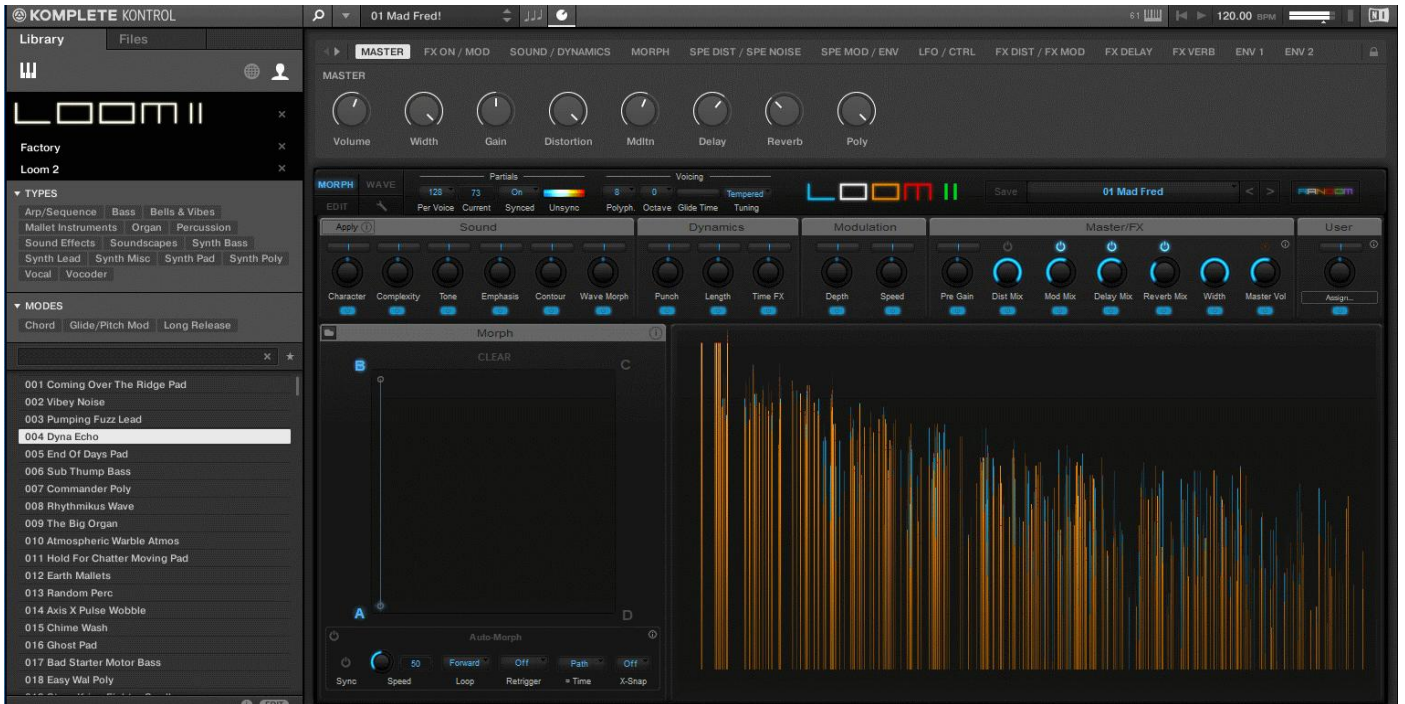 KOMPLETE KONTROL
01 Mad Fred!
61
120.00 BPM
Library Files
LOOM II
Factory
Loom 2
TYPES
Arp/Sequence Bass Bells & Vibes
Mallet Instruments Organ Percussion
Sound Effects Soundscapes Synth Bass
Synth Lead Synth Misc Synth Pad Synth Poly
Vocal Vocoder
MODES
Chord Glide/Pitch Mod Long Release
001 Coming Over The Ridge Pad
002 Vibey Noise
003 Pumping Fuzz Lead
004 Dyna Echo
005 End Of Days Pad
006 Sub Thump Bass
007 Commander Poly
008 Rhythmikus Wave
009 The Big Organ
010 Atmospheric Warble Atmos
011 Hold For Chatter Moving Pad
012 Earth Mallets
013 Random Perc
014 Axis X Pulse Wobble
015 Chime Wash
016 Ghost Pad
017 Bad Starter Motor Bass
018 Easy Wal Poly
EDIT
MASTER FX ON / MOD SOUND / DYNAMICS MORPH SPE DIST / SPE NOISE SPE MOD / ENV LFO / CTRL FX DIST / FX MOD FX DELAY FX VERB ENV 1 ENV 2
MASTER
Volume Width Gain Distortion Mdltn Delay Reverb Poly
MORPH WAVE
EDIT
Partials
128 73 On
Per Voice Current Synced Unsync
Voicing
8 0 Tempered
Polyph. Octave Glide Time Tuning
LOOM II
Save 01 Mad Fred < > RANDOM
Apply Sound Dynamics Modulation Master/FX User
Character Complexity Tone Emphasis Contour Wave Morph Punch Length Time FX Depth Speed Pre Gain Dist Mix Mod Mix Delay Mix Reverb Mix Width Master Vol Assign...
Morph
CLEAR
B C
A D
Auto-Morph
50 Forward Off Path Off
Sync Speed Loop Retrigger = Time X-Snap